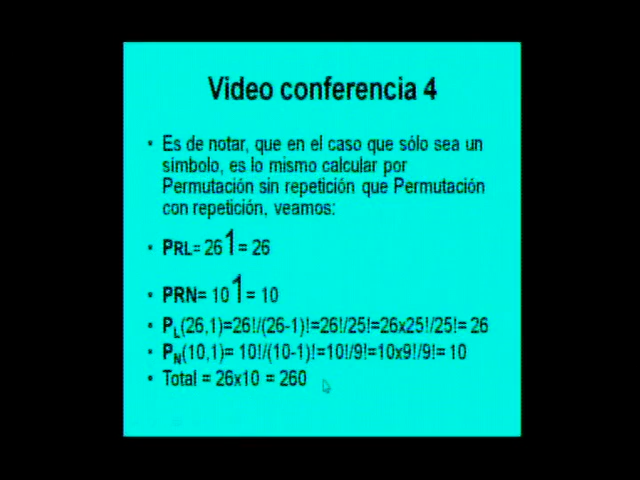 Video conferencia 4
• Es de notar, que en el caso que sólo sea un
símbolo, es lo mismo calcular por
Permutación sin repetición que Permutación
con repetición, veamos:
• PRL= 26 1 = 26
• PRN= 10 1 = 10
• PL(26,1)=26!/(26-1)!=26!/25!=26x25!/25!= 26
• PN(10,1)= 10!/(10-1)!=10!/9!=10x9!/9!= 10
• Total = 26x10 = 260